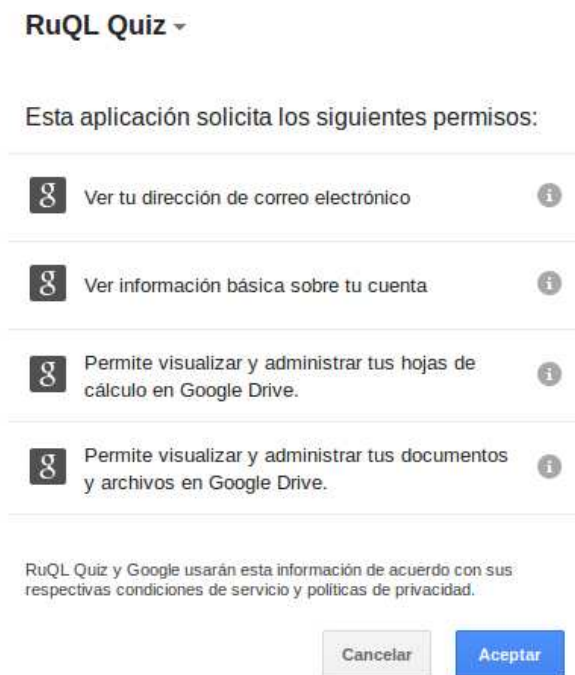 RuQL Quiz
Esta aplicación solicita los siguientes permisos:
Ver tu dirección de correo electrónico
Ver información básica sobre tu cuenta
Permite visualizar y administrar tus hojas de
cálculo en Google Drive.
Permite visualizar y administrar tus documentos
y archivos en Google Drive.
RuQL Quiz y Google usarán esta información de acuerdo con sus
respectivas condiciones de servicio y políticas de privacidad.
Cancelar Aceptar